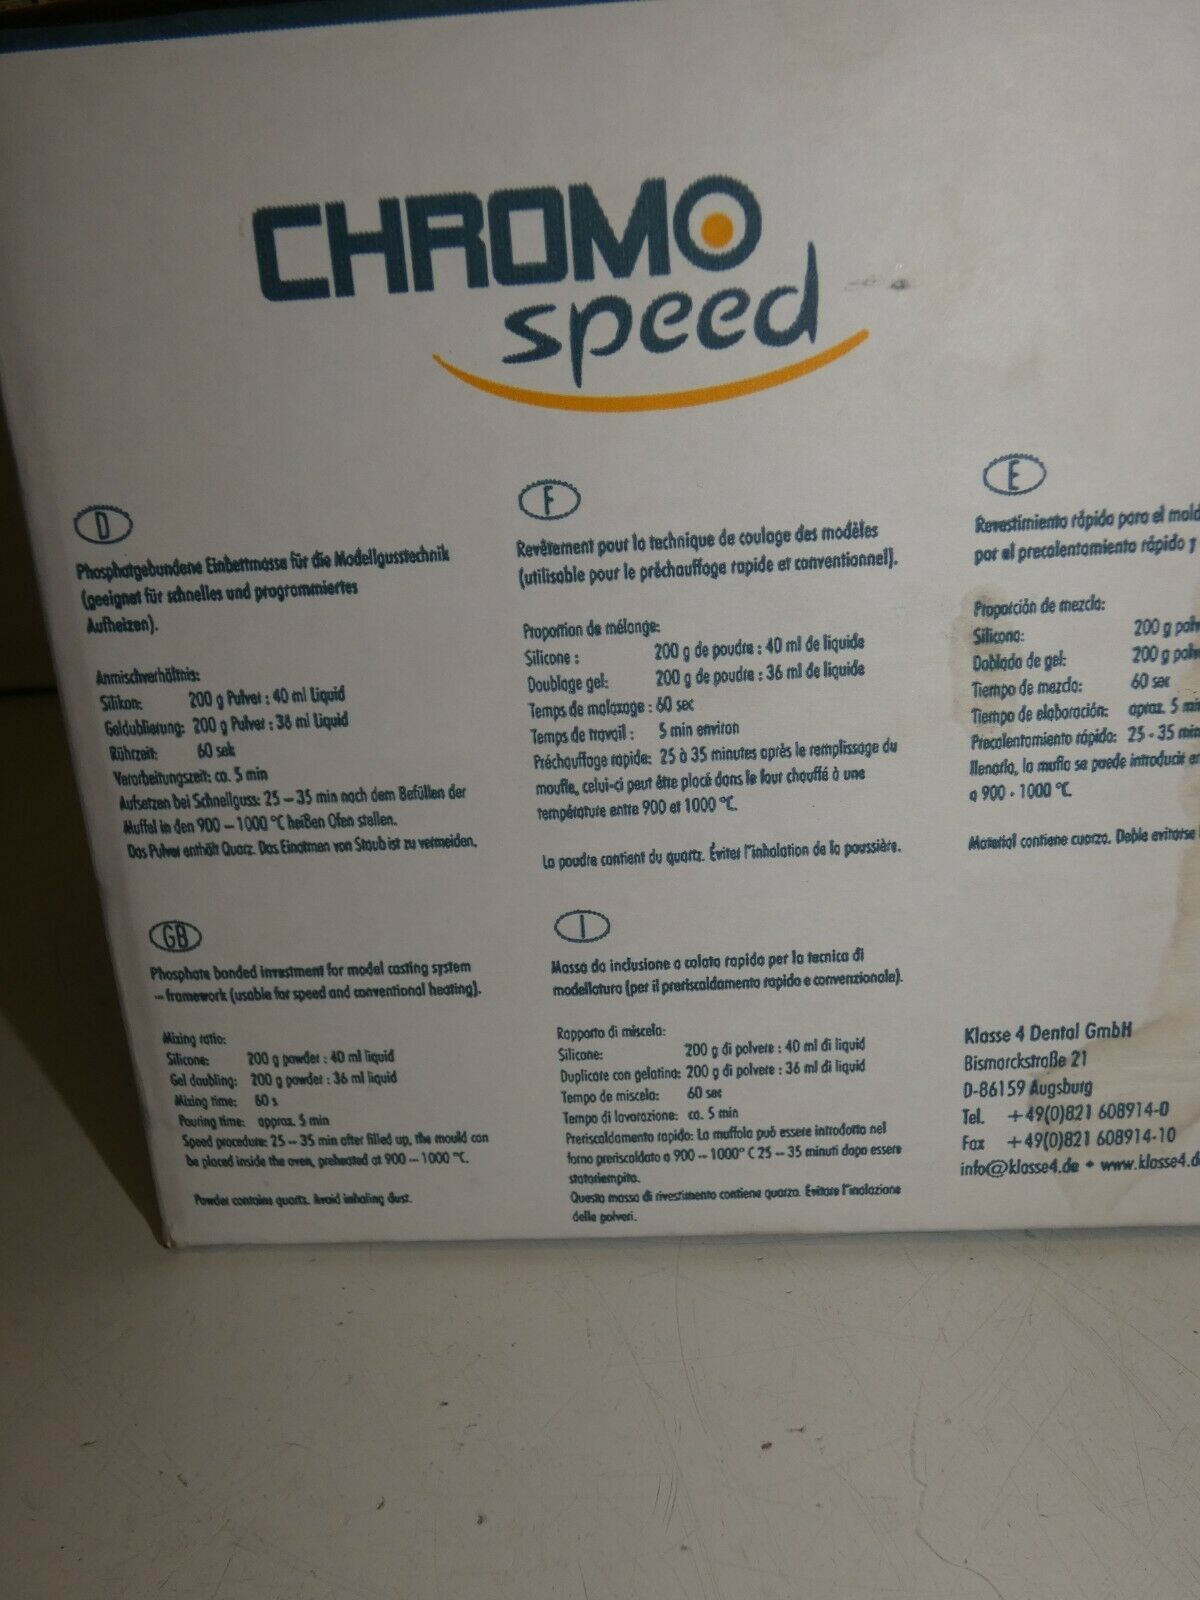 CHROMO
speed
D
Phosphatgebundene Einbettmasse für die Modellgusstechnik
(geeignet für schnelles und programmiertes
Aufheizen).
Anmischverhältnis:
Silikon: 200 g Pulver : 40 ml Liquid
Geldublierung: 200 g Pulver : 36 ml Liquid
Rührzeit: 60 sek
Verarbeitungszeit: ca. 5 min
Aufsetzen bei Schnellguss: 25 – 35 min nach dem Befüllen der
Muffel in den 900 – 1000 °C heißen Ofen stellen.
Das Pulver enthält Quarz. Das Einatmen von Staub ist zu vermeiden.
F
Revêtement pour la technique de coulage des modèles
(utilisable pour le préchauffage rapide et conventionnel).
Proportion de mélange:
Silicone : 200 g de poudre : 40 ml de liquide
Doublage gel: 200 g de poudre : 36 ml de liquide
Temps de malaxage : 60 sec
Temps de travail : 5 min environ
Préchauffage rapide: 25 à 35 minutes après le remplissage du
moufle, celui-ci peut être placé dans le four chauffé à une
température entre 900 et 1000 °C.
La poudre contient du quartz. Éviter l'inhalation de la poussière.
E
Revestimiento rápido para el
por el precalentamiento rápido y
Proporción de mezcla:
Silicona: 200 g
Doblado de gel: 200 g
Tiempo de mezcla: 60 sec
Tiempo de elaboración: aprox. 5
Precalentamiento rápido: 25 - 35 min
llenarla, la mufla se puede introducir
a 900 - 1000 °C.
Material contiene cuarzo. Deble evitarse
GB
Phosphate bonded investment for model casting system
– framework (usable for speed and conventional heating).
Mixing ratio:
Silicone: 200 g powder : 40 ml liquid
Gel doubling: 200 g powder : 36 ml liquid
Mixing time: 60 s
Pouring time: approx. 5 min
Speed procedure: 25 – 35 min after filled up, the mould can
be placed inside the oven, preheated at 900 – 1000 °C.
Powder contains quartz. Avoid inhaling dust.
I
Massa da inclusione a colata rapida per la tecnica di
modellatura (per il preriscaldamento rapido e convenzionale).
Rapporto di miscela:
Silicone: 200 g di polvere : 40 ml di liquid
Duplicate con gelatina: 200 g di polvere : 36 ml di liquid
Tempo de miscela: 60 sec
Tempo di lavorazione: ca. 5 min
Preriscaldamento rapido: La muffola può essere introdotta nel
forno preriscaldato a 900 – 1000° C 25 – 35 minuti dopo essere
statariempita.
Questa massa di rivestimento contiene quarzo. Evitare l'inalazione
delle polveri.
Klasse 4 Dental GmbH
Bismarckstraße 21
D-86159 Augsburg
Tel. +49(0)821 608914-0
Fax +49(0)821 608914-10
info@klasse4.de • www.klasse4.d